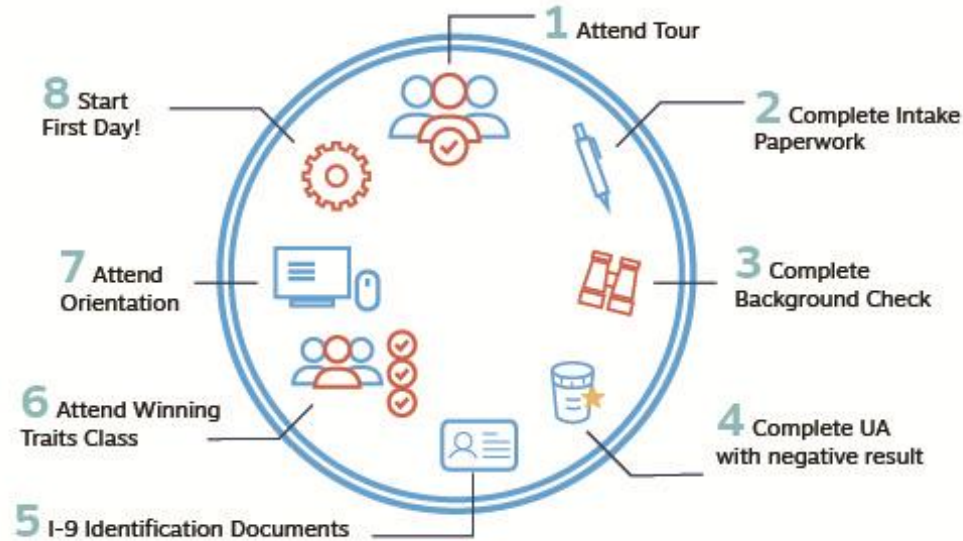 1 Attend Tour
2 Complete Intake
Paperwork
3 Complete
Background Check
4 Complete UA
with negative result
5 I-9 Identification Documents
6 Attend Winning
Traits Class
7 Attend
Orientation
8 Start
First Day!